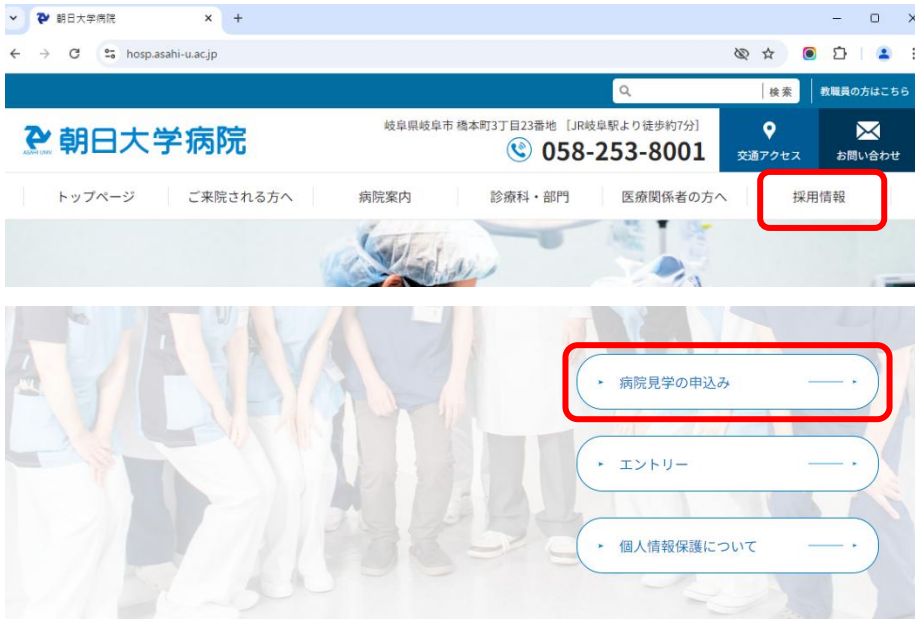 朝日大学病院
hosp.asahi-u.ac.jp
検索
教職員の方はこちら
ASAHI UNIV.
朝日大学病院
岐阜県岐阜市 橋本町3丁目23番地 [JR岐阜駅より徒歩約7分]
058-253-8001
交通アクセス
お問い合わせ
トップページ
ご来院される方へ
病院案内
診療科・部門
医療関係者の方へ
採用情報
病院見学の申込み
エントリー
個人情報保護について